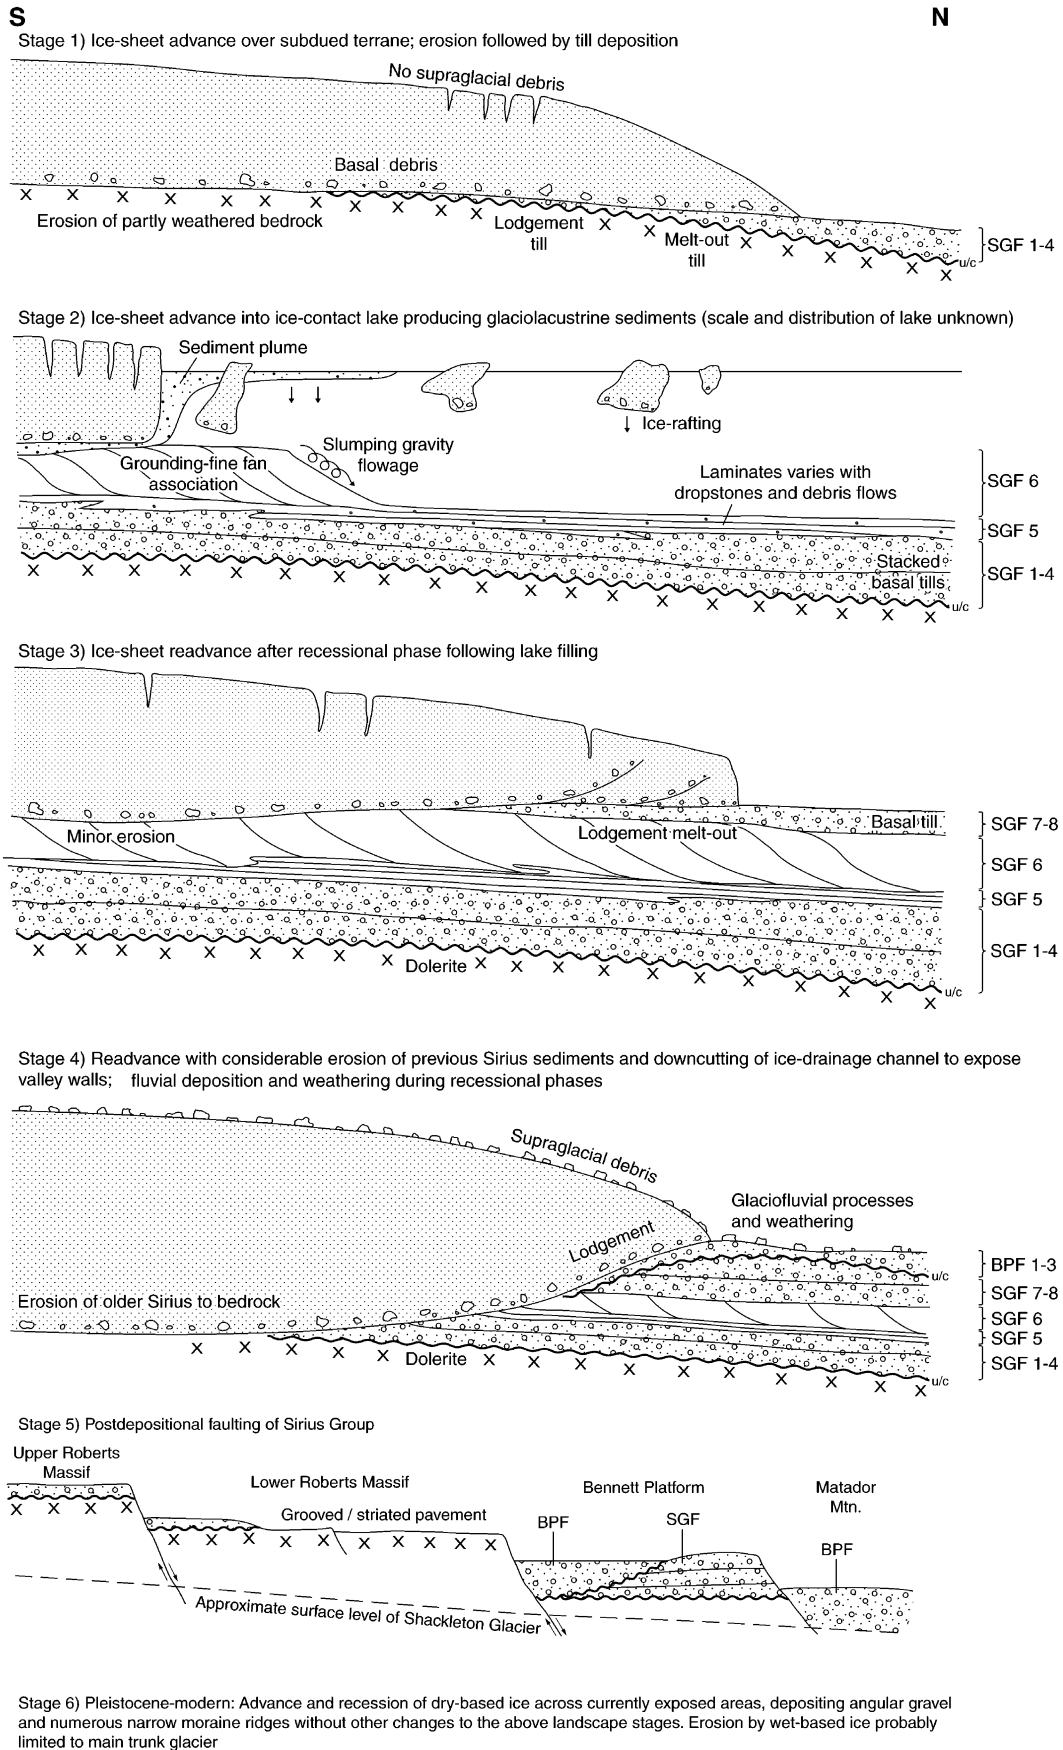 S N
Stage 1) Ice-sheet advance over subdued terrane; erosion followed by till deposition
No supraglacial debris
Basal debris
Erosion of partly weathered bedrock
Lodgement
till
Melt-out
till
SGF 1-4
u/c
Stage 2) Ice-sheet advance into ice-contact lake producing glaciolacustrine sediments (scale and distribution of lake unknown)
Sediment plume
Ice-rafting
Slumping gravity
flowage
Grounding-fine fan
association
Laminates varies with
dropstones and debris flows
SGF 6
SGF 5
Stacked
basal tills
SGF 1-4
u/c
Stage 3) Ice-sheet readvance after recessional phase following lake filling
Basal till
SGF 7-8
Minor erosion
Lodgement melt-out
SGF 6
SGF 5
SGF 1-4
Dolerite
u/c
Stage 4) Readvance with considerable erosion of previous Sirius sediments and downcutting of ice-drainage channel to expose
valley walls; fluvial deposition and weathering during recessional phases
Supraglacial debris
Glaciofluvial processes
and weathering
Lodgement
BPF 1-3
u/c
SGF 7-8
Erosion of older Sirius to bedrock
SGF 6
SGF 5
Dolerite
SGF 1-4
u/c
Stage 5) Postdepositional faulting of Sirius Group
Upper Roberts
Massif
Lower Roberts Massif
Bennett Platform
Matador
Mtn.
Grooved / striated pavement
BPF
SGF
BPF
Approximate surface level of Shackleton Glacier
Stage 6) Pleistocene-modern: Advance and recession of dry-based ice across currently exposed areas, depositing angular gravel
and numerous narrow moraine ridges without other changes to the above landscape stages. Erosion by wet-based ice probably
limited to main trunk glacier